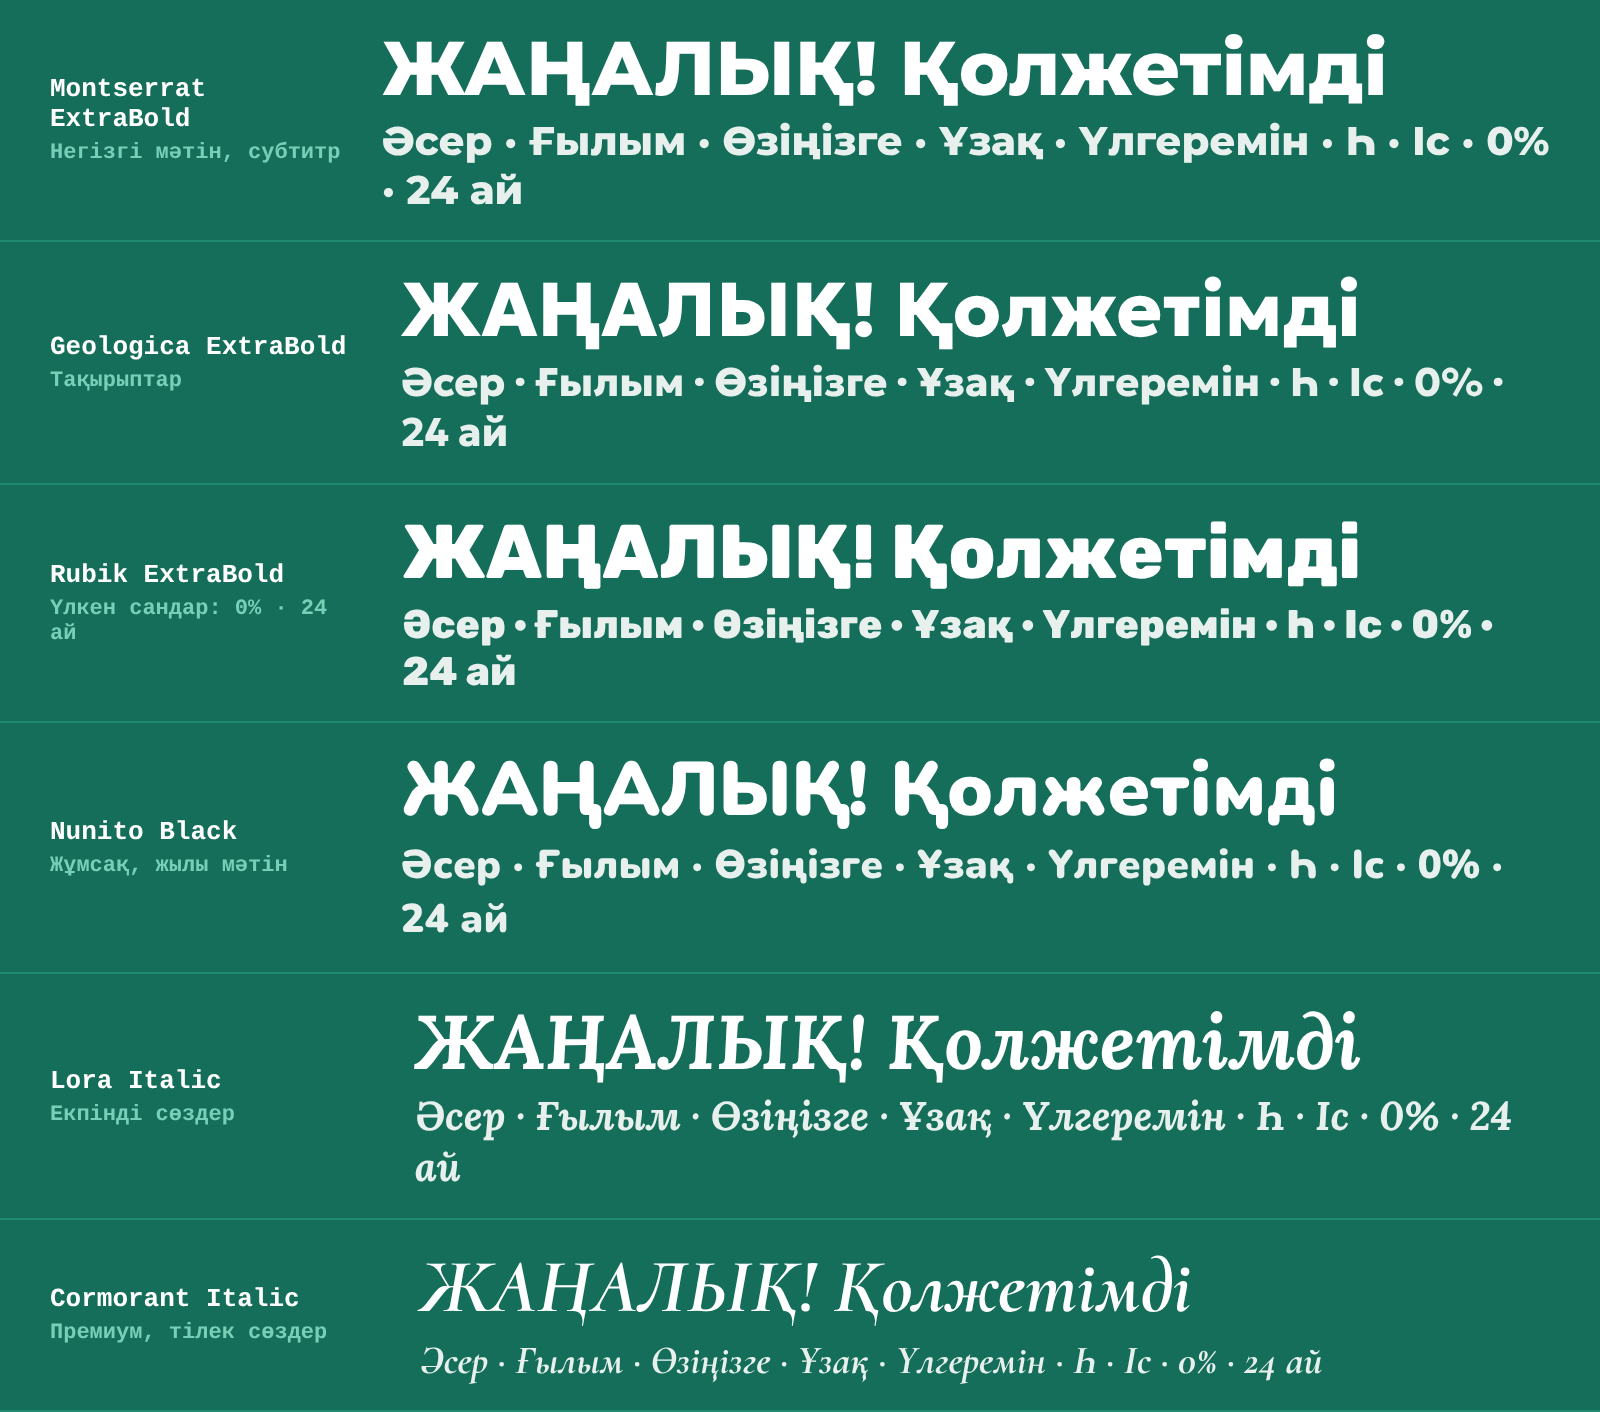 Montserrat
ExtraBold
Негізгі мәтін, субтитр
ЖАҢАЛЫҚ! Қолжетімді
Әсер · Ғылым · Өзіңізге · Ұзақ · Үлгеремін · Һ · Іс · 0%
· 24 ай
Geologica ExtraBold
Тақырыптар
ЖАҢАЛЫҚ! Қолжетімді
Әсер · Ғылым · Өзіңізге · Ұзақ · Үлгеремін · Һ · Іс · 0% ·
24 ай
Rubik ExtraBold
Үлкен сандар: 0% · 24
ай
ЖАҢАЛЫҚ! Қолжетімді
Әсер · Ғылым · Өзіңізге · Ұзақ · Үлгеремін · Һ · Іс · 0% ·
24 ай
Nunito Black
Жұмсақ, жылы мәтін
ЖАҢАЛЫҚ! Қолжетімді
Әсер · Ғылым · Өзіңізге · Ұзақ · Үлгеремін · Һ · Іс · 0% ·
24 ай
Lora Italic
Екпінді сөздер
ЖАҢАЛЫҚ! Қолжетімді
Әсер · Ғылым · Өзіңізге · Ұзақ · Үлгеремін · Һ · Іс · 0% · 24
ай
Cormorant Italic
Премиум, тілек сөздер
ЖАҢАЛЫҚ! Қолжетімді
Әсер · Ғылым · Өзіңізге · Ұзақ · Үлгеремін · Һ · Іс · 0% · 24 ай